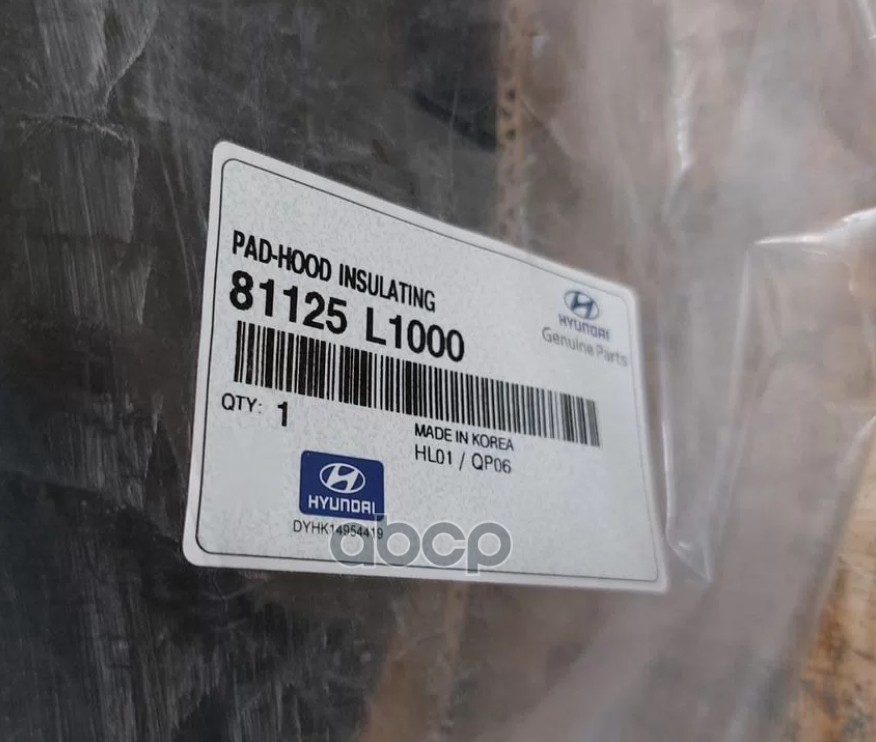 PAD-HOOD INSULATING
81125 L1000
HYUNDAI
Genuine Parts
QTY: 1
MADE IN KOREA
HL01 / QP06
HYUNDAI
DYHK14954419
abcp